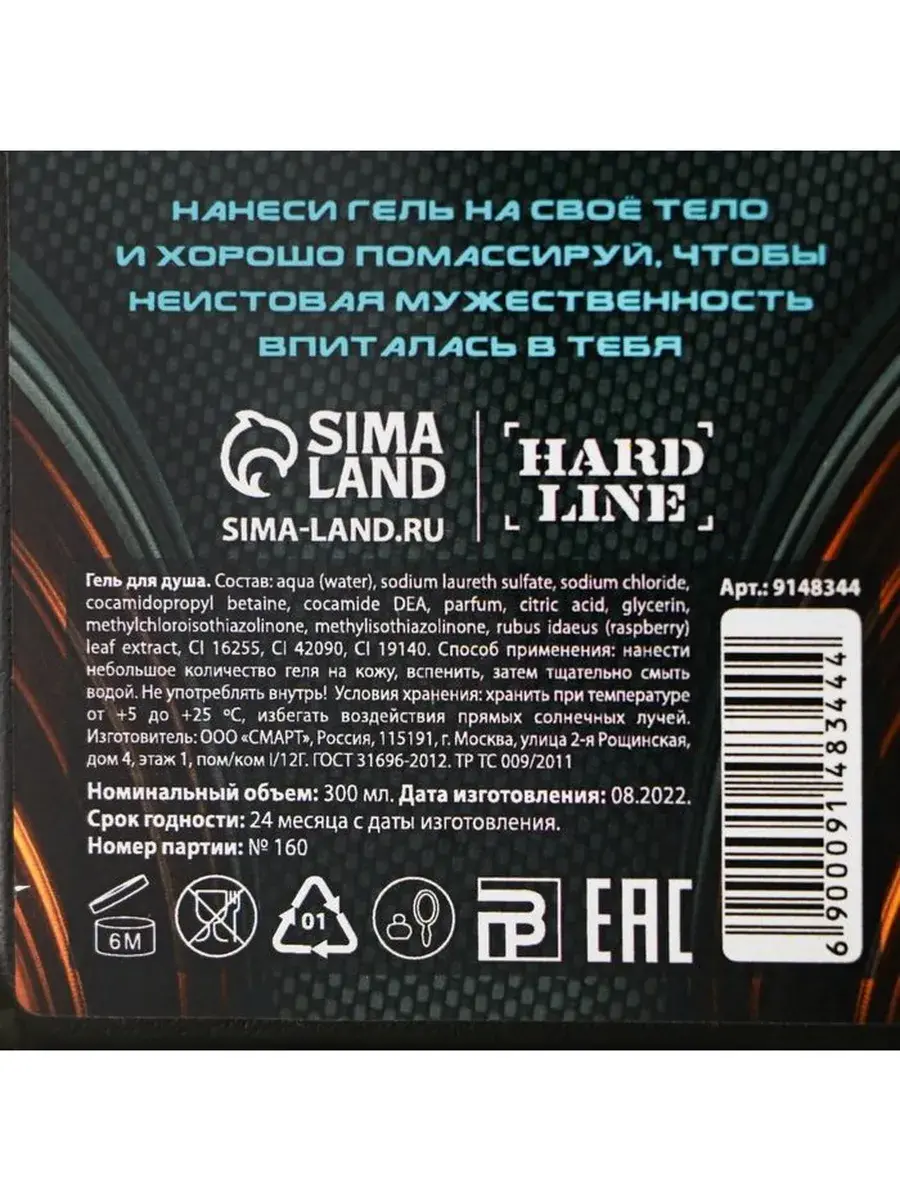 НАНЕСИ ГЕЛЬ НА СВОЁ ТЕЛО
И ХОРОШО ПОМАССИРУЙ, ЧТОБЫ
НЕИСТОВАЯ МУЖЕСТВЕННОСТЬ
ВПИТАЛАСЬ В ТЕБЯ
SIMA
LAND
SIMA-LAND.RU
HARD
LINE
Гель для душа. Состав: aqua (water), sodium laureth sulfate, sodium chloride,
cocamidopropyl betaine, cocamide DEA, parfum, citric acid, glycerin,
methylchloroisothiazolinone, methylisothiazolinone, rubus idaeus (raspberry)
leaf extract, CI 16255, CI 42090, CI 19140. Способ применения: нанести
небольшое количество геля на кожу, вспенить, затем тщательно смыть
водой. Не употреблять внутрь! Условия хранения: хранить при температуре
от +5 до +25 ºС, избегать воздействия прямых солнечных лучей.
Изготовитель: ООО «СМАРТ», Россия, 115191, г. Москва, улица 2-я Рощинская,
дом 4, этаж 1, пом/ком I/12Г. ГОСТ 31696-2012. ТР ТС 009/2011
Номинальный объем: 300 мл. Дата изготовления: 08.2022.
Срок годности: 24 месяца с даты изготовления.
Номер партии: № 160
6M
01
EAC
Арт.: 9148344
6900091483444